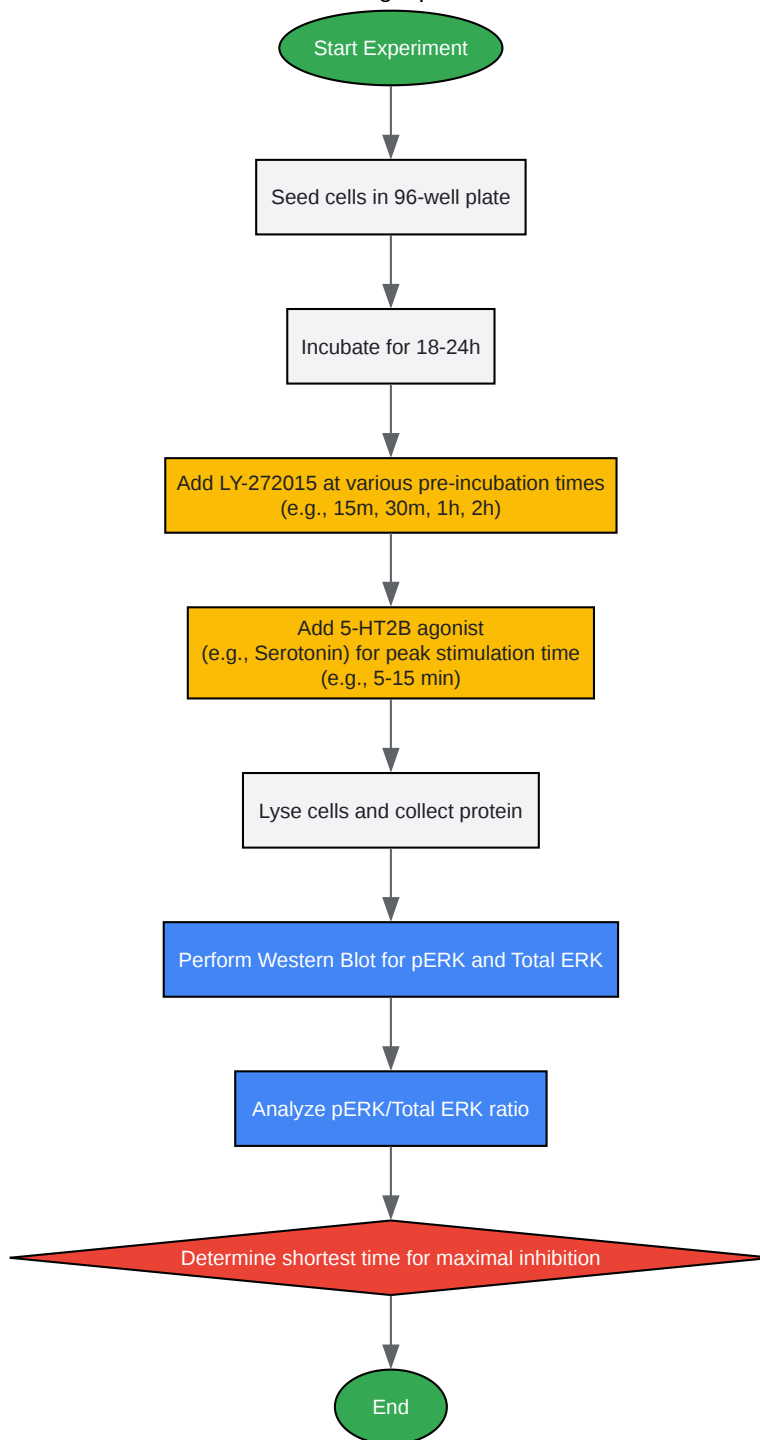 Start Experiment
Seed cells in 96-well plate
Incubate for 18-24h
Add LY-272015 at various pre-incubation times
(e.g., 15m, 30m, 1h, 2h)
Add 5-HT2B agonist
(e.g., Serotonin) for peak stimulation time
(e.g., 5-15 min)
Lyse cells and collect protein
Perform Western Blot for pERK and Total ERK
Analyze pERK/Total ERK ratio
Determine shortest time for maximal inhibition
End